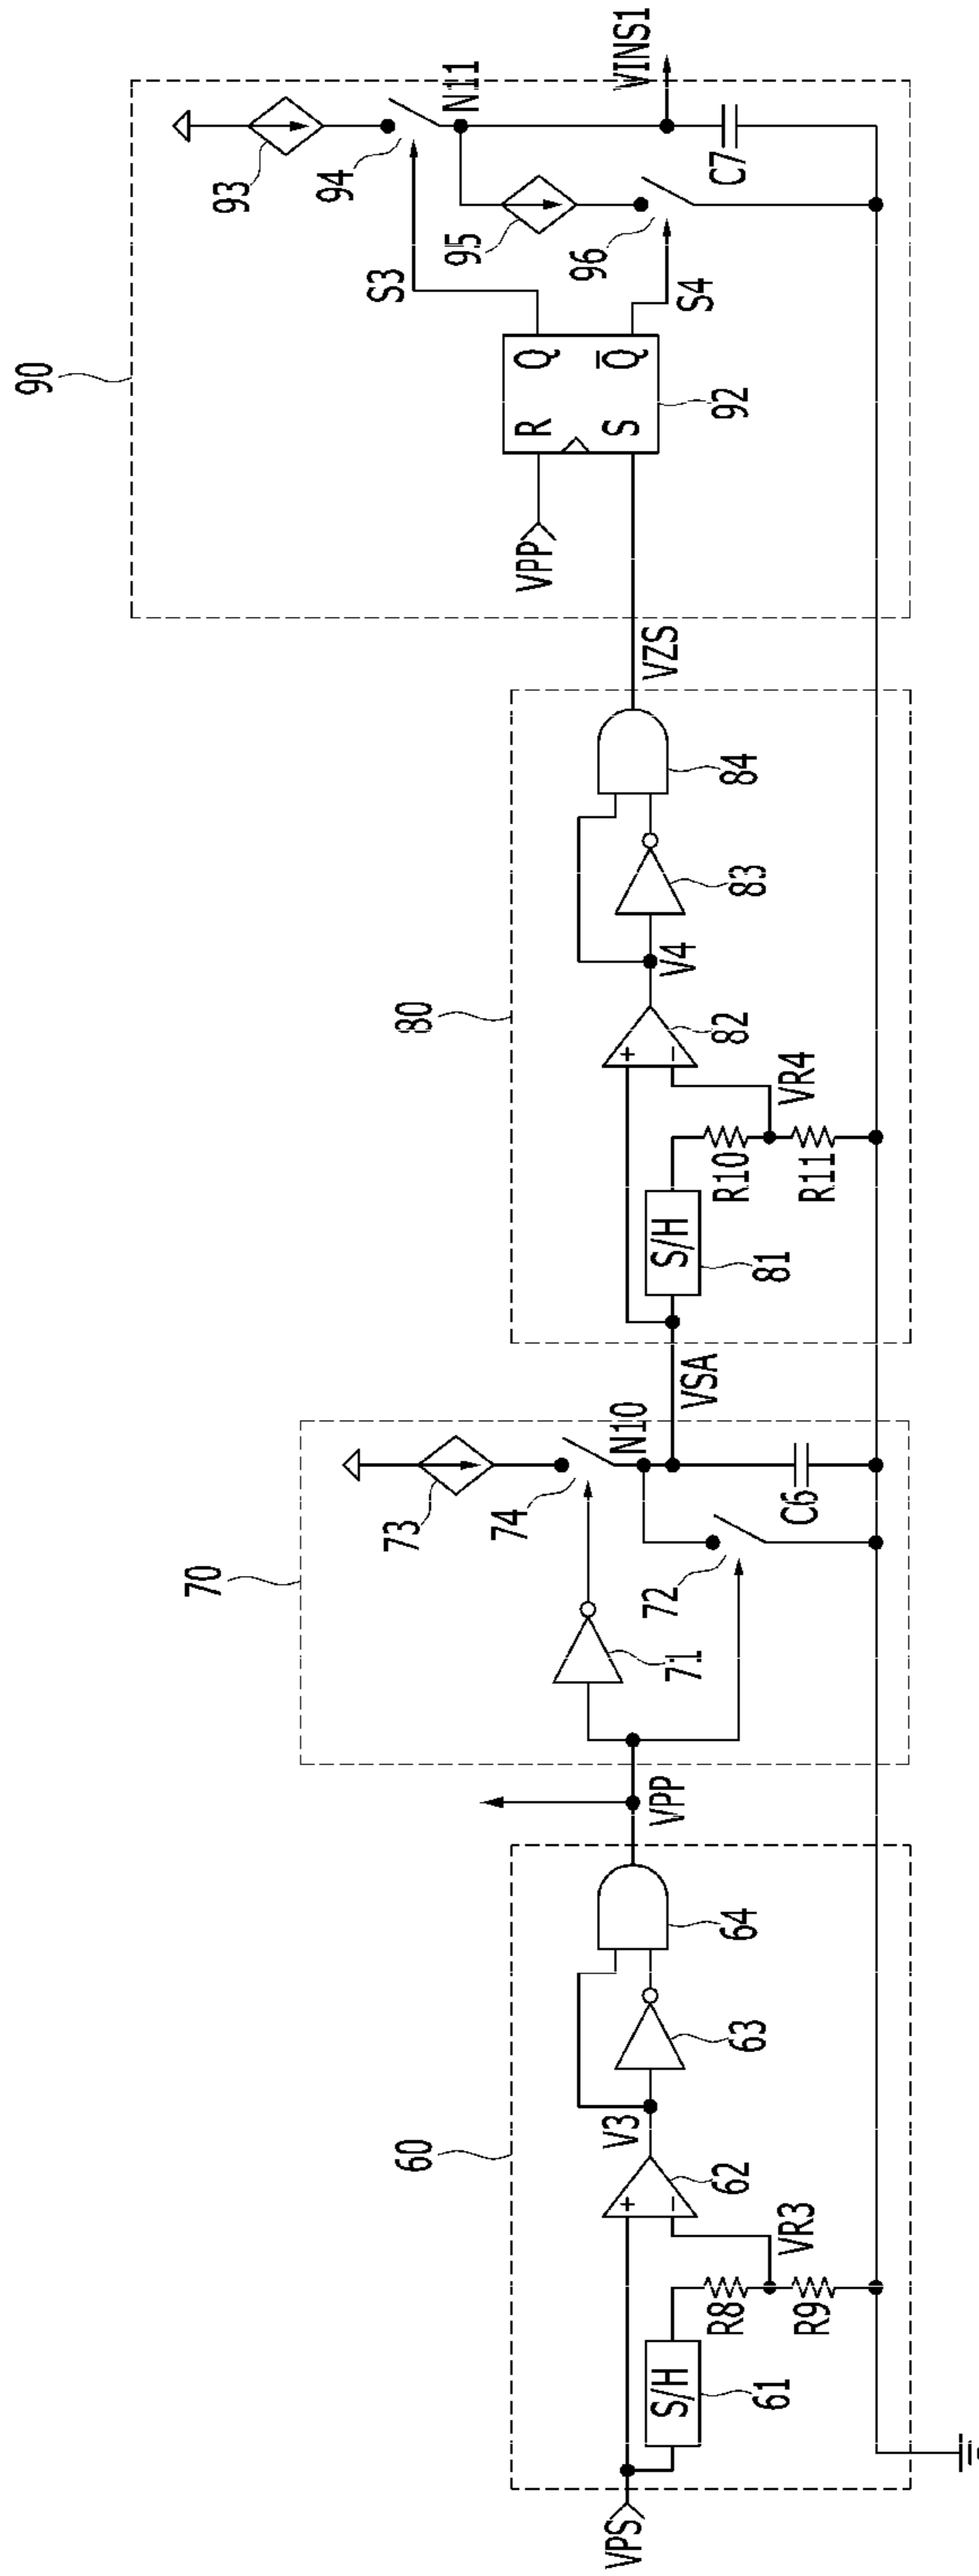 VPS
60
S/H
61
R8
R9
VR3
+
−
62
V3
63
64
VPP
70
71
72
73
74
N10
C6
VSA
80
S/H
81
R10
R11
VR4
+
−
82
V4
83
84
VZS
90
VPP
R
S
Q
Q̅
92
S3
S4
93
94
95
96
N11
C7
VINS1